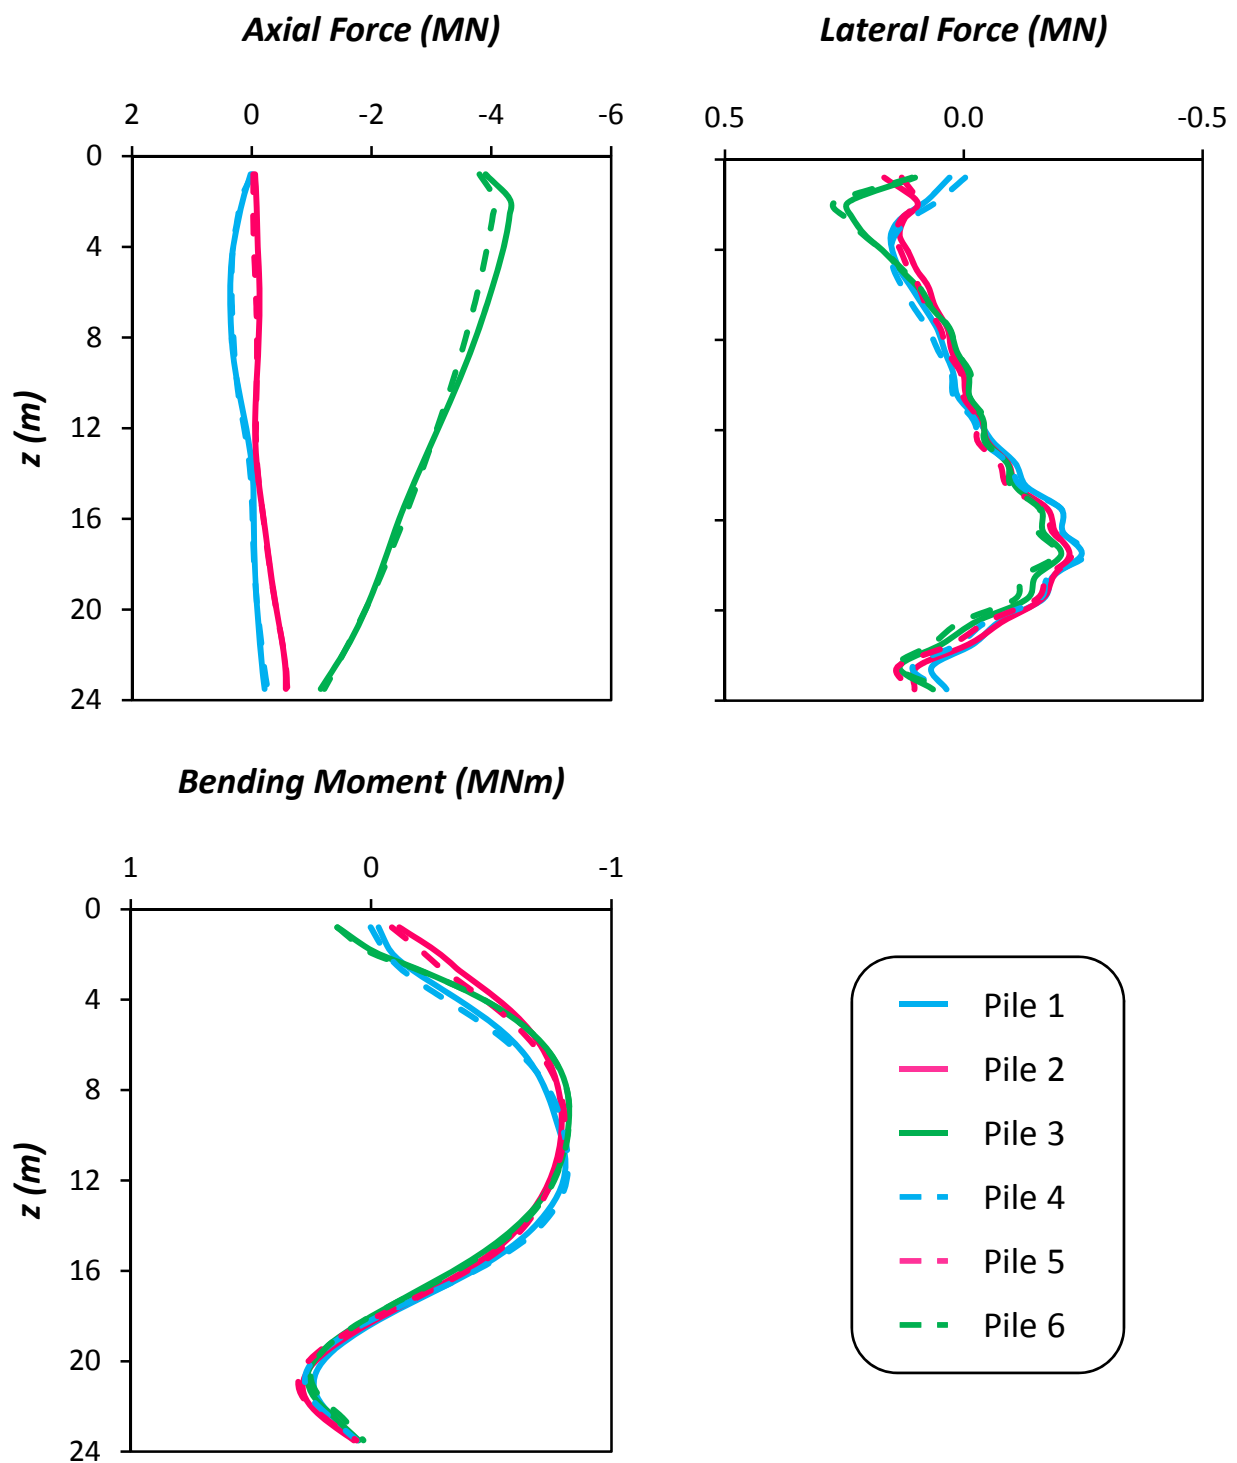 Axial Force (MN)
2 0 -2 -4 -6
0
4
8
12
16
20
24
z (m)
Lateral Force (MN)
0.5 0.0 -0.5
Bending Moment (MNm)
1 0 -1
0
4
8
12
16
20
24
z (m)
Pile 1
Pile 2
Pile 3
Pile 4
Pile 5
Pile 6